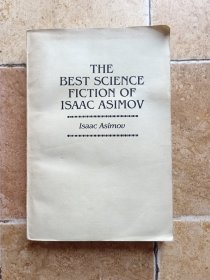 THE
BEST SCIENCE
FICTION OF
ISAAC ASIMOV
Isaac Asimov